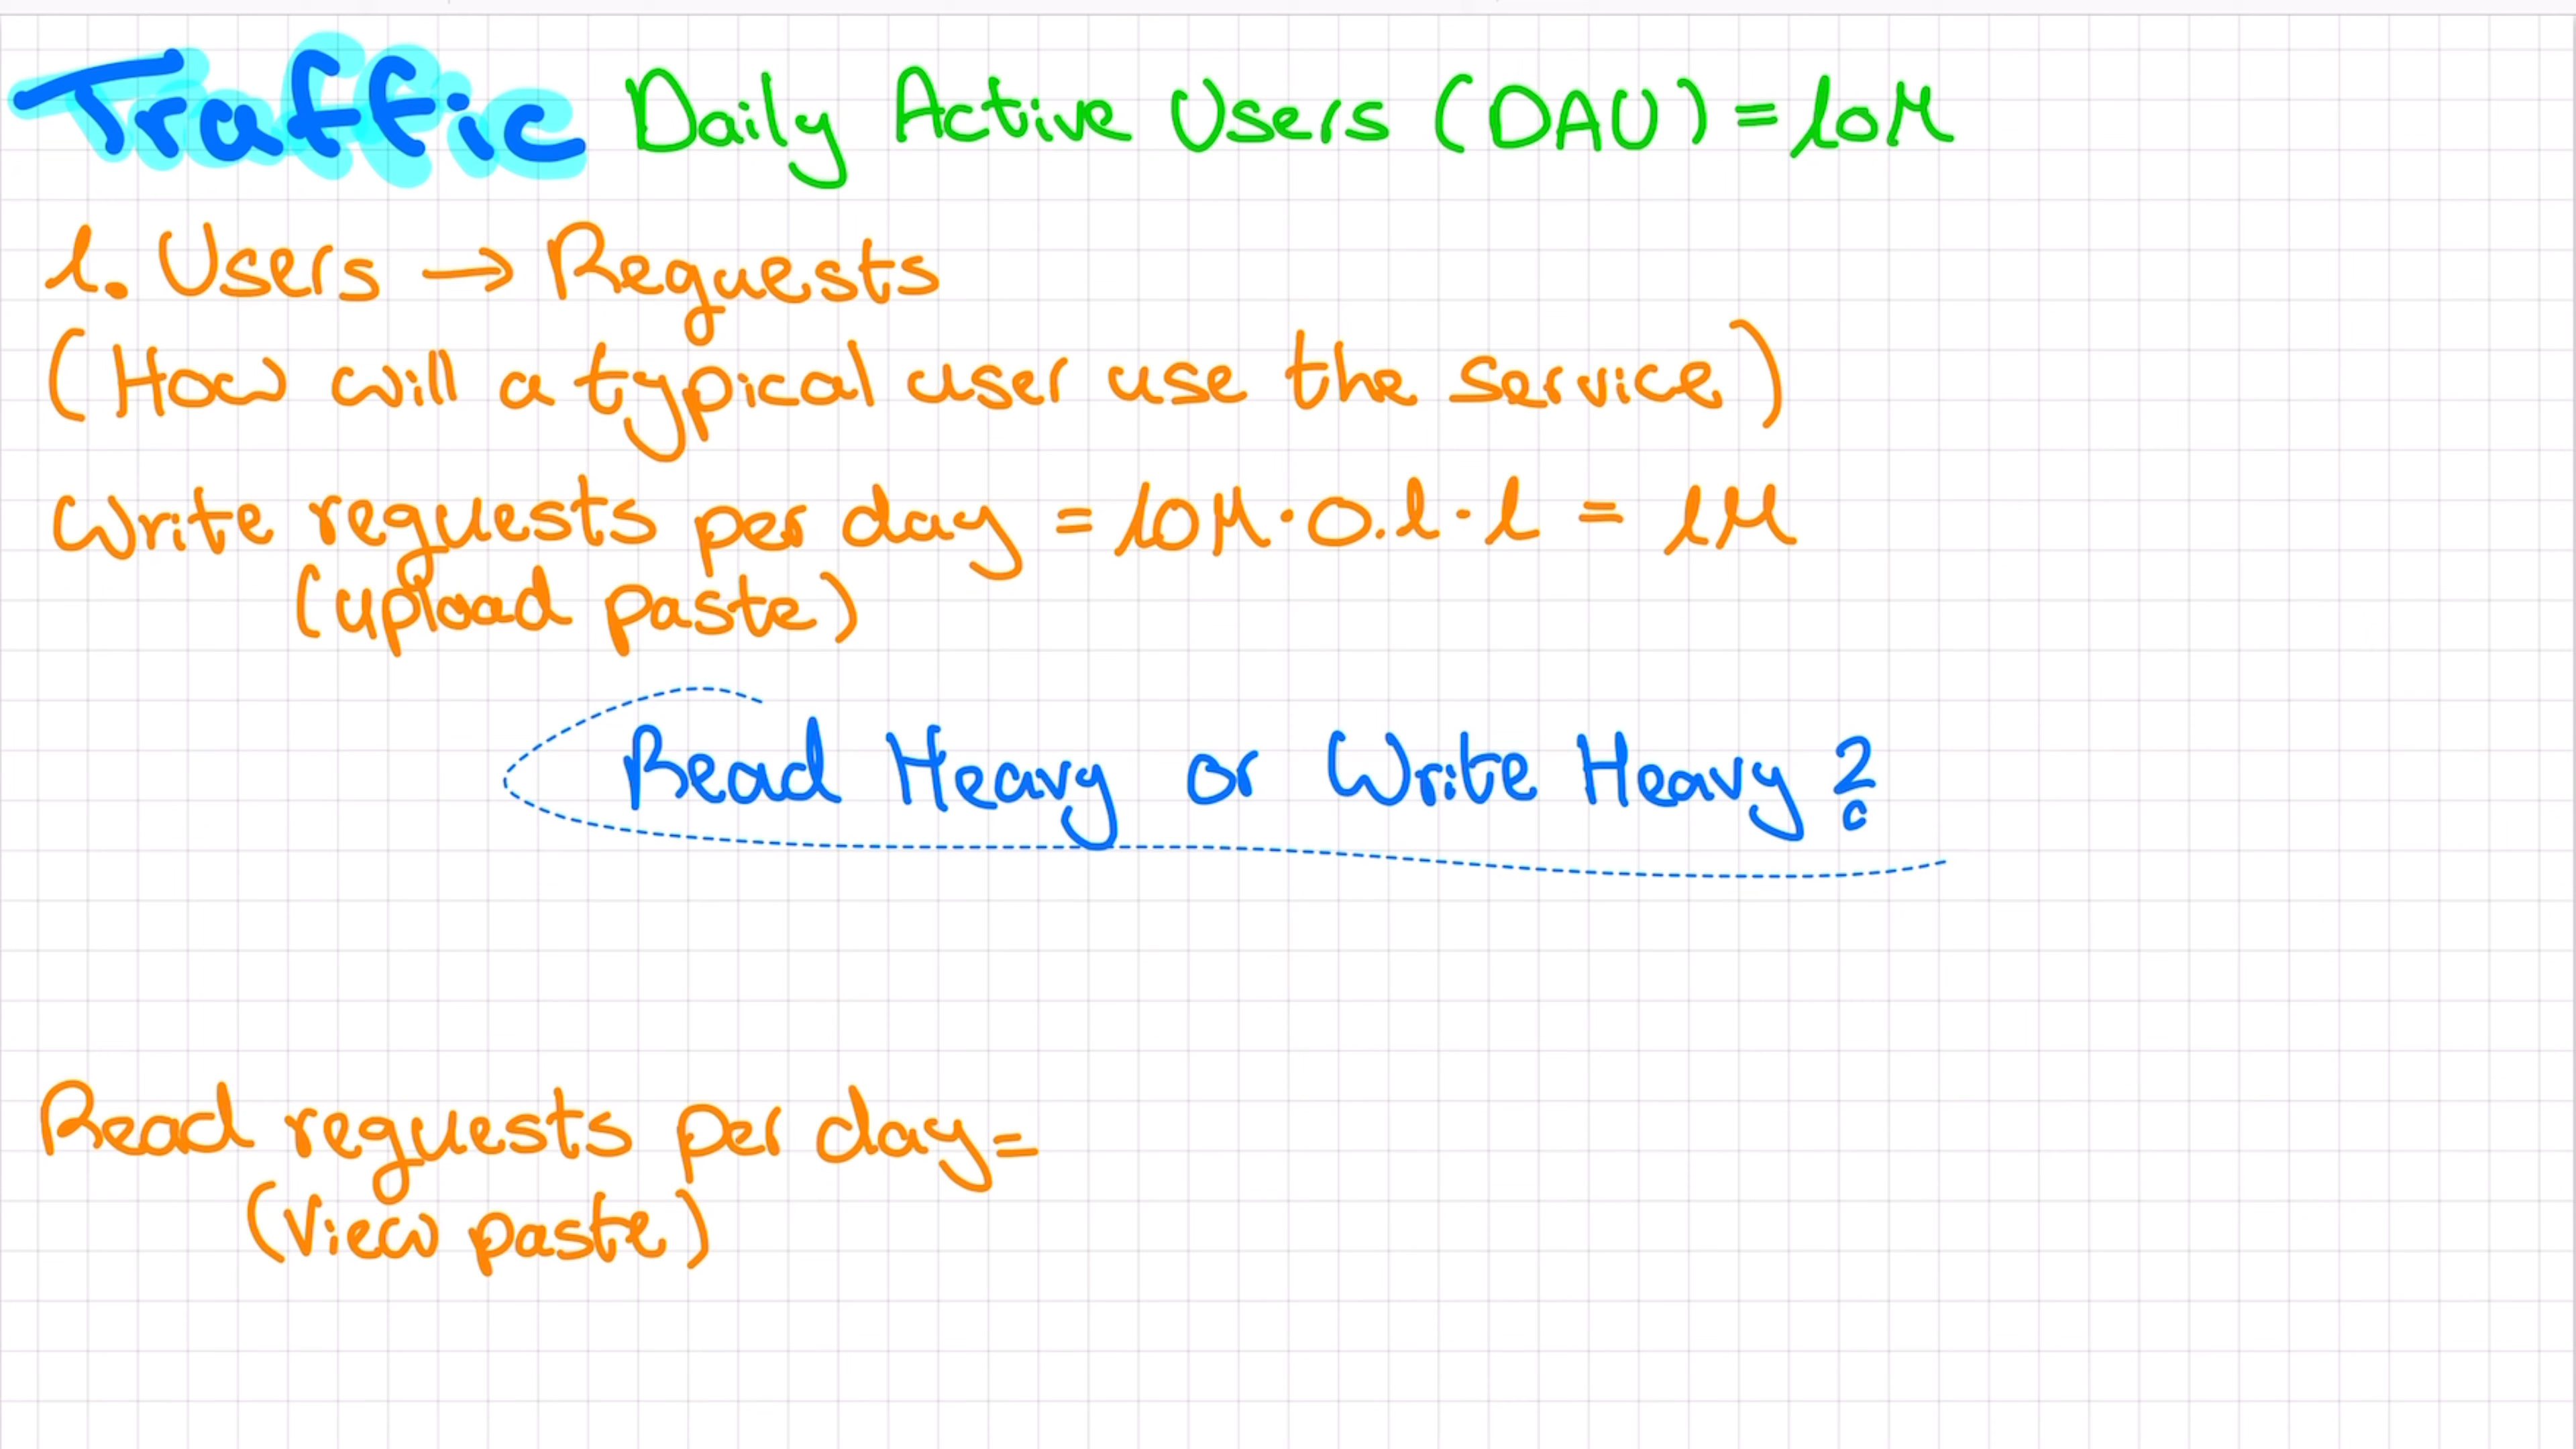 Traffic Daily Active Users (DAU) = 10M
1. Users → Requests
(How will a typical user use the service)
Write requests per day = 10M · 0.1 · 1 = 1M
(upload paste)
Read Heavy or Write Heavy ?
Read requests per day =
(View paste)